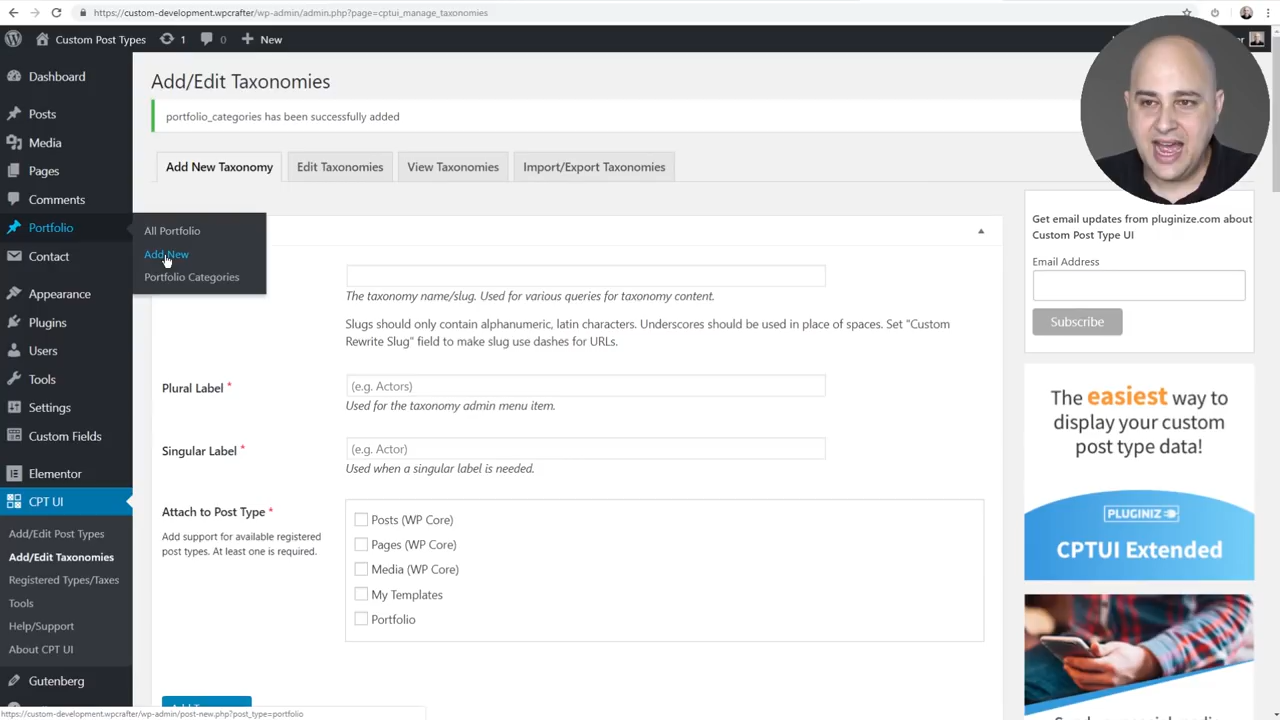 https://custom-development.wpcrafter/wp-admin/admin.php?page=cptui_manage_taxonomies
Custom Post Types
1
0
New
Dashboard
Posts
Media
Pages
Comments
Portfolio
Contact
Appearance
Plugins
Users
Tools
Settings
Custom Fields
Elementor
CPT UI
Add/Edit Post Types
Add/Edit Taxonomies
Registered Types/Taxes
Tools
Help/Support
About CPT UI
Gutenberg
All Portfolio
Add New
Portfolio Categories
Add/Edit Taxonomies
portfolio_categories has been successfully added
Add New Taxonomy
Edit Taxonomies
View Taxonomies
Import/Export Taxonomies
The taxonomy name/slug. Used for various queries for taxonomy content.
Slugs should only contain alphanumeric, latin characters. Underscores should be used in place of spaces. Set "Custom
Rewrite Slug" field to make slug use dashes for URLs.
Plural Label *
(e.g. Actors)
Used for the taxonomy admin menu item.
Singular Label *
(e.g. Actor)
Used when a singular label is needed.
Attach to Post Type *
Add support for available registered
post types. At least one is required.
Posts (WP Core)
Pages (WP Core)
Media (WP Core)
My Templates
Portfolio
Get email updates from pluginize.com about
Custom Post Type UI
Email Address
Subscribe
The easiest way to
display your custom
post type data!
PLUGINIZ
CPTUI Extended
https://custom-development.wpcrafter/wp-admin/post-new.php?post_type=portfolio